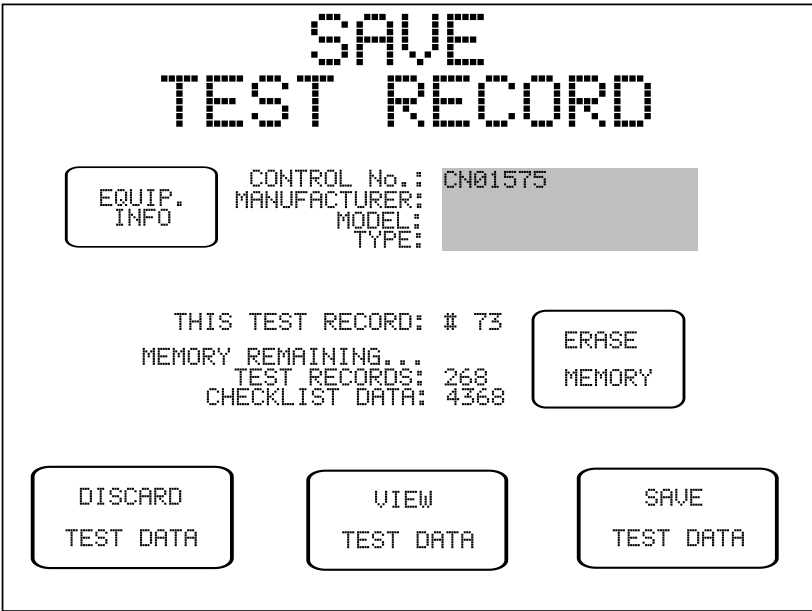 SAVE
TEST RECORD
EQUIP.
INFO
CONTROL No.: CN01575
MANUFACTURER:
MODEL:
TYPE:
THIS TEST RECORD: # 73
MEMORY REMAINING...
TEST RECORDS: 268
CHECKLIST DATA: 4368
ERASE
MEMORY
DISCARD
TEST DATA
VIEW
TEST DATA
SAVE
TEST DATA